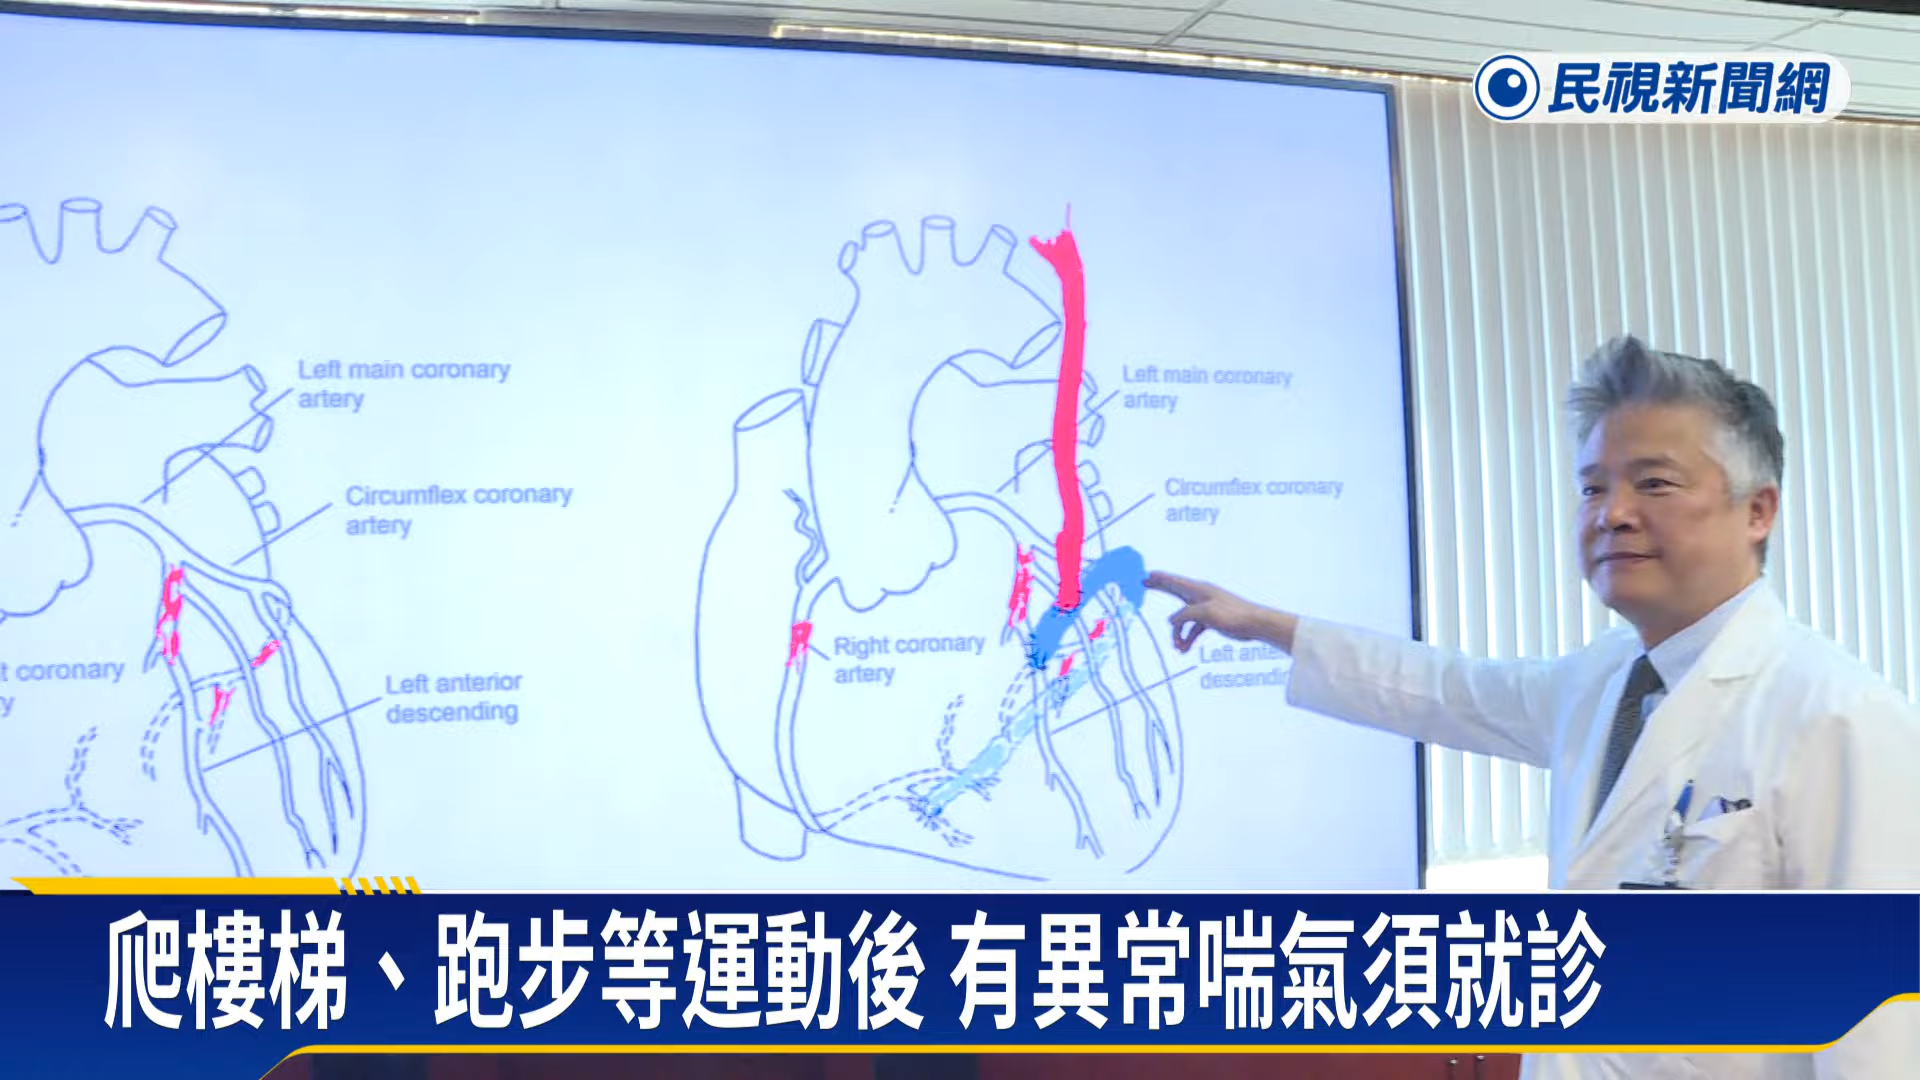 民視新聞網
Left main coronary
artery
Circumflex coronary
artery
t coronary
y
Left anterior
descending
Left main coronary
artery
Circumflex coronary
artery
Right coronary
artery
Left ante
descendi
爬樓梯、跑步等運動後 有異常喘氣須就診